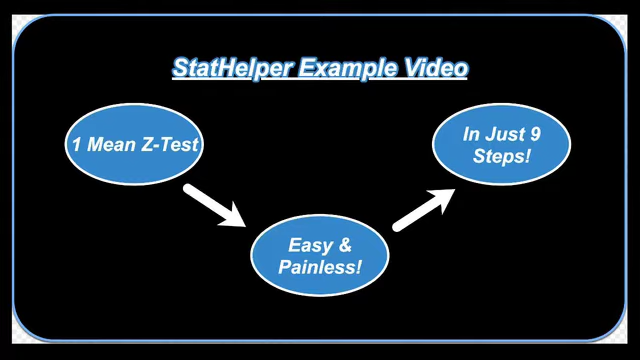 StatHelper Example Video
1 Mean Z-Test
Easy &
Painless!
In Just 9
Steps!